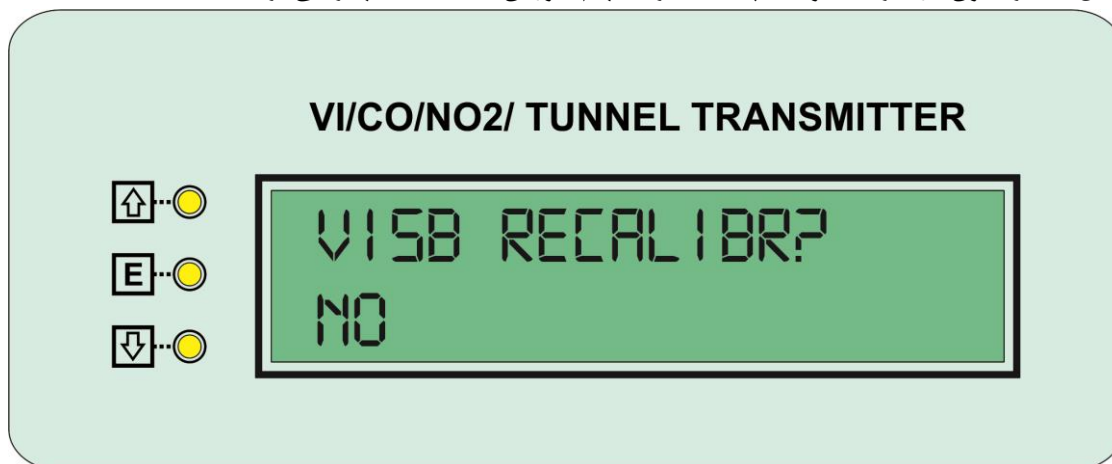 VI/CO/NO2/ TUNNEL TRANSMITTER
VISB RECALIBR?
E
NO